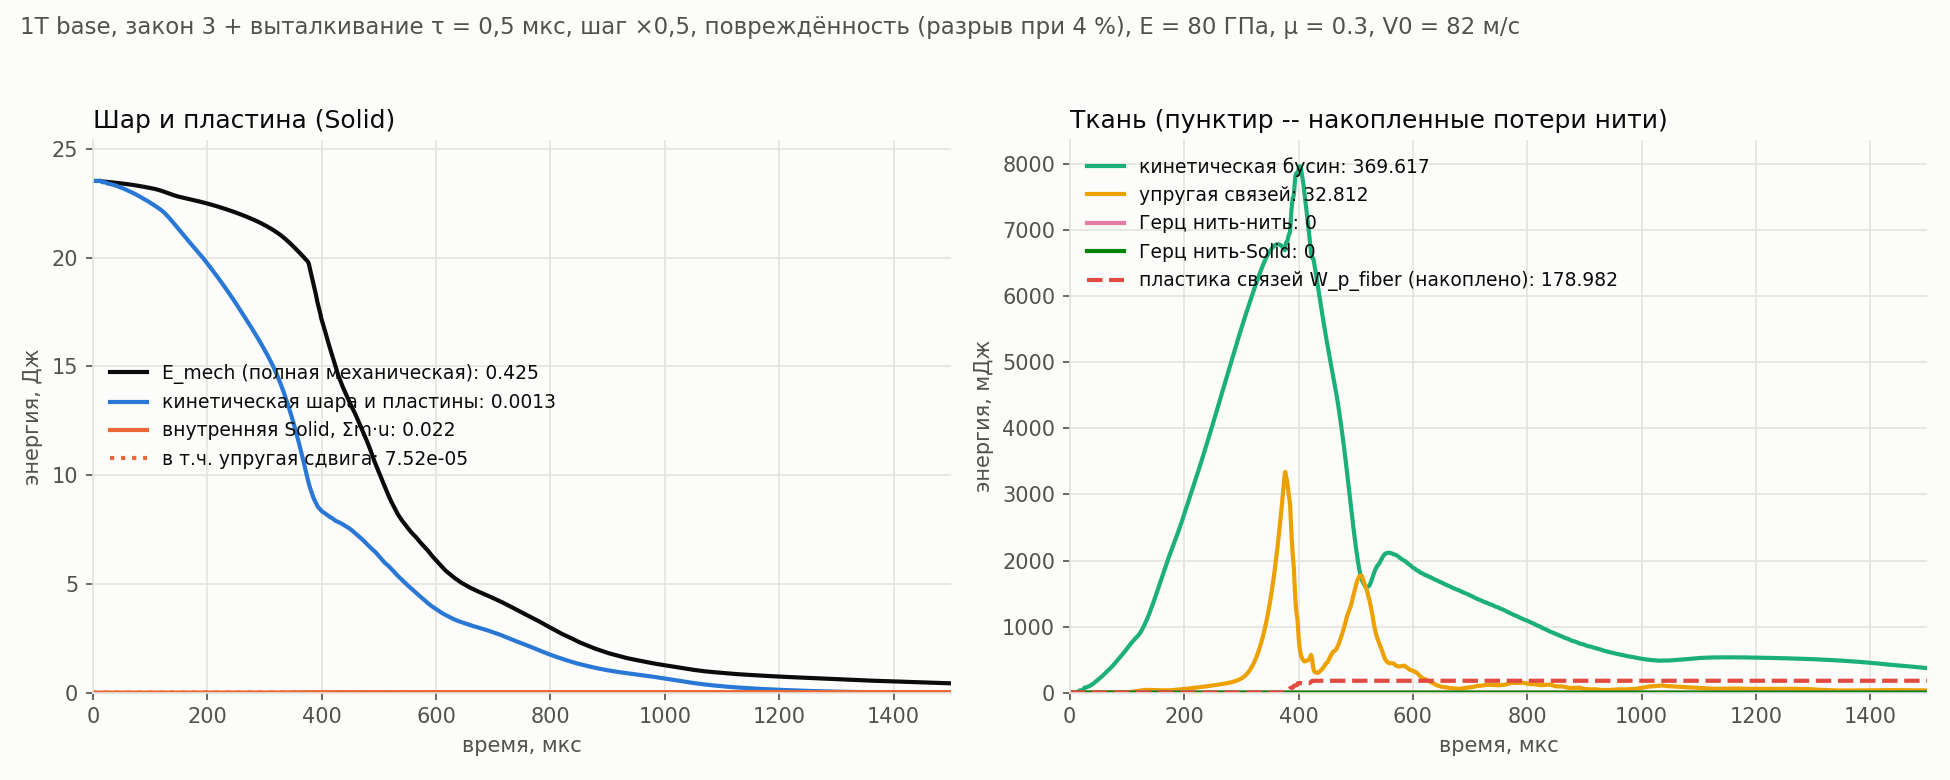 1T base, закон 3 + выталкивание τ = 0,5 мкс, шаг ×0,5, повреждённость (разрыв при 4 %), E = 80 ГПа, μ = 0.3, V0 = 82 м/с
Шар и пластина (Solid)
25
20
15
10
5
0
энергия, Дж
E_mech (полная механическая): 0.425
кинетическая шара и пластины: 0.0013
внутренняя Solid, Σm·u: 0.022
в т.ч. упругая сдвига: 7.52e-05
0 200 400 600 800 1000 1200 1400
время, мкс
Ткань (пунктир -- накопленные потери нити)
8000
7000
6000
5000
4000
3000
2000
1000
0
энергия, мДж
кинетическая бусин: 369.617
упругая связей: 32.812
Герц нить-нить: 0
Герц нить-Solid: 0
пластика связей W_p_fiber (накоплено): 178.982
0 200 400 600 800 1000 1200 1400
время, мкс